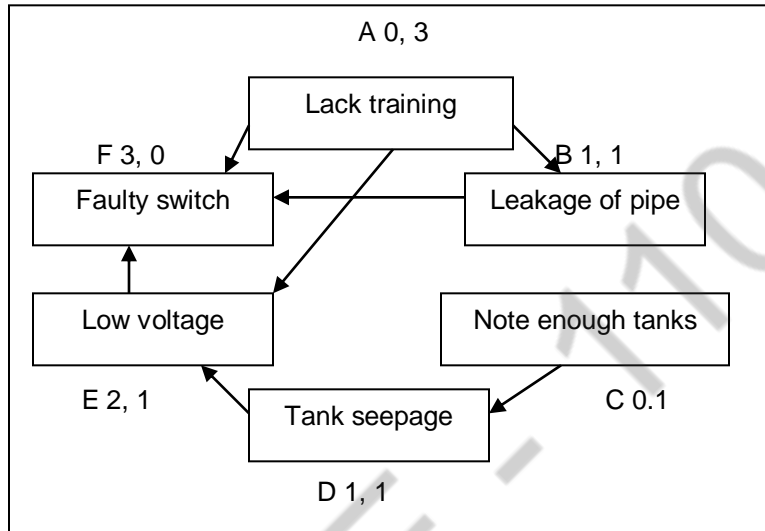 A 0, 3
Lack training
F 3, 0
B 1, 1
Faulty switch
Leakage of pipe
Low voltage
Note enough tanks
E 2, 1
Tank seepage
C 0.1
D 1, 1
- 110